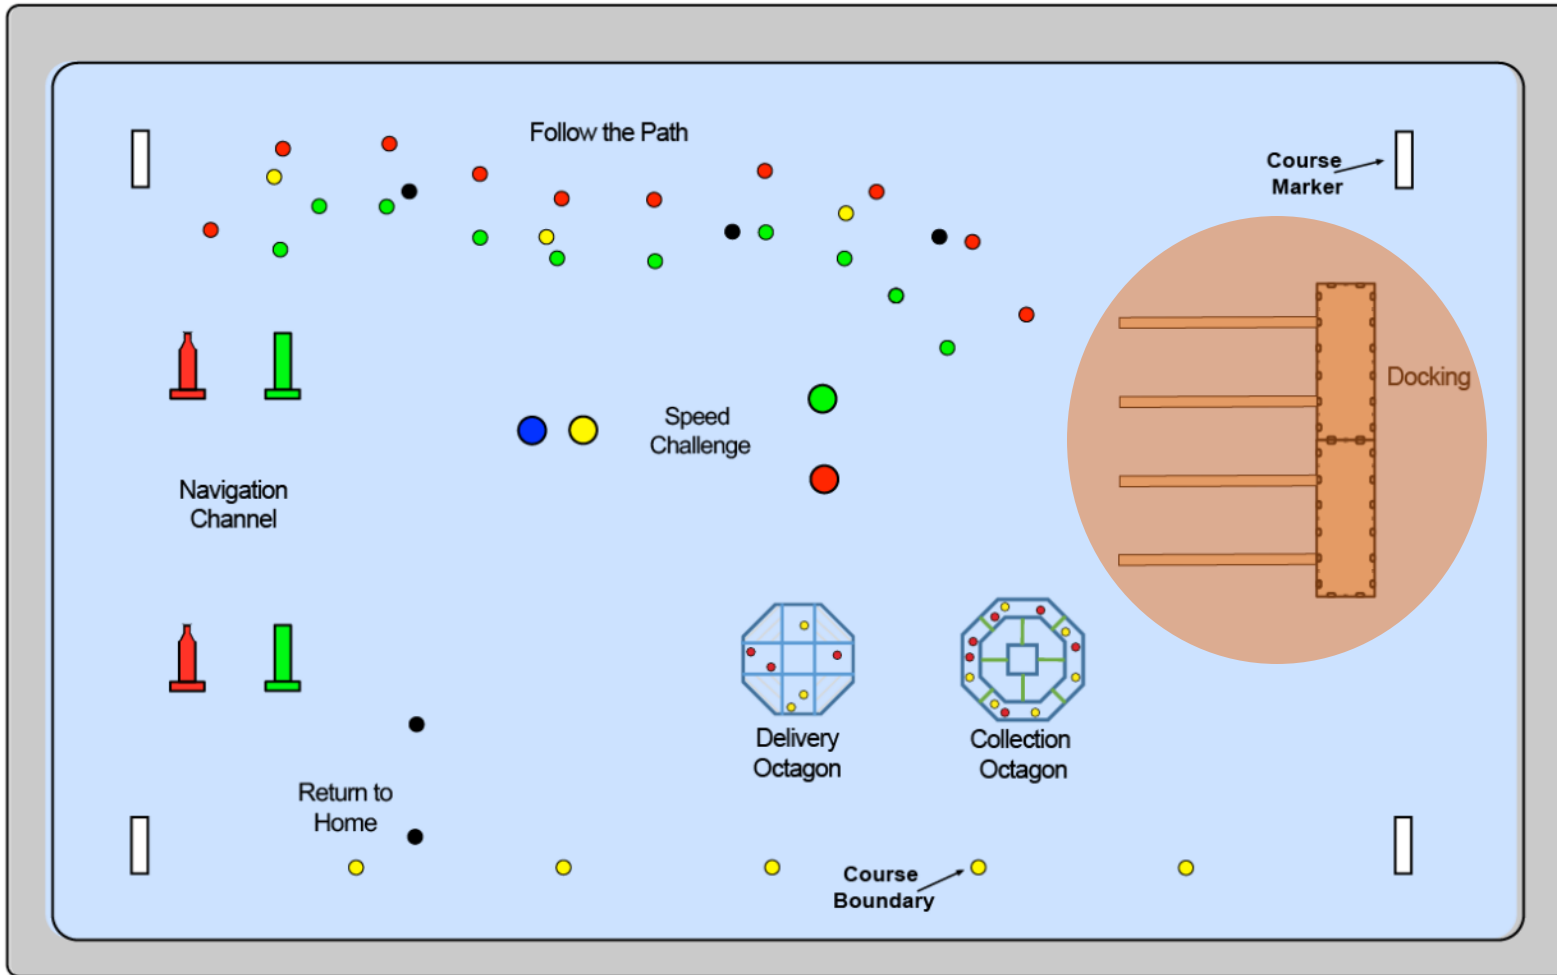 Follow the Path
Course
Marker
Docking
Speed
Challenge
Navigation
Channel
Delivery
Octagon
Collection
Octagon
Return to
Home
Course
Boundary